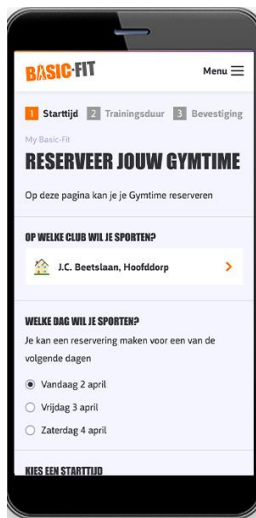 BASIC-FIT
Menu
1 Starttijd 2 Trainingsduur 3 Bevestiging
My Basic-Fit
RESERVEER JOUW GYMTIME
Op deze pagina kan je je Gymtime reserveren
OP WELKE CLUB WIL JE SPORTEN?
J.C. Beetslaan, Hoofddorp
WELKE DAG WIL JE SPORTEN?
Je kan een reservering maken voor een van de
volgende dagen
Vandaag 2 april
Vrijdag 3 april
Zaterdag 4 april
KIES EEN STARTTIJD